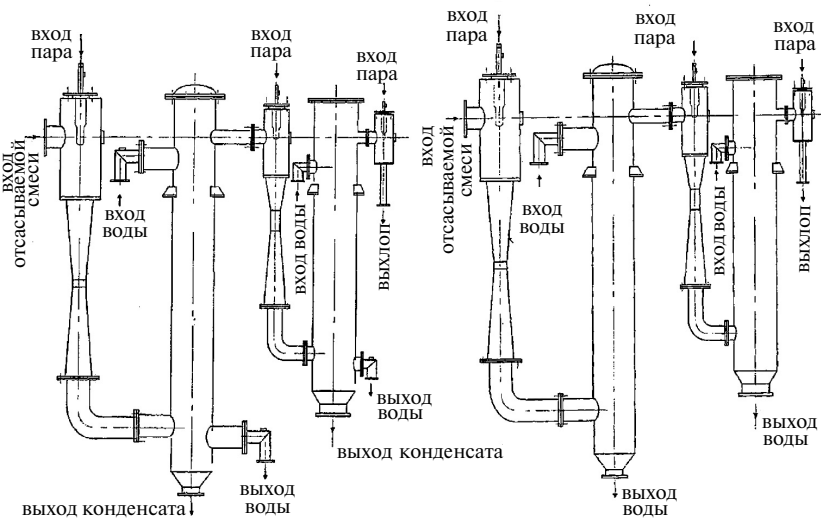 вход
пара
вход
пара
вход
пара
вход
отсасываемой
смеси
вход
воды
вход воды
выхлоп
выход
воды
выход конденсата
выход
воды
выход конденсата
вход
пара
вход
пара
вход
пара
вход
отсасываемой
смеси
вход
воды
вход воды
выхлоп
выход
воды
выход
воды